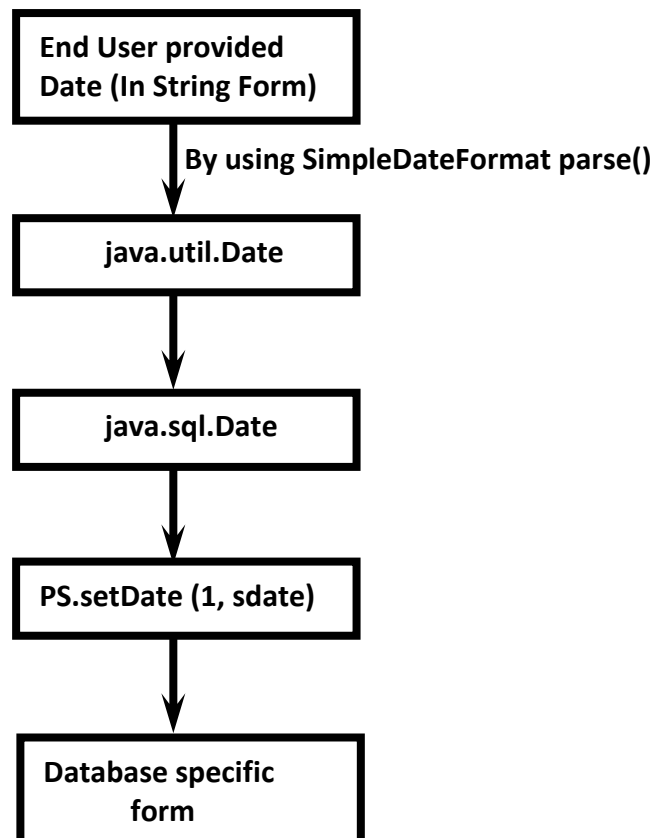 End User provided
Date (In String Form)
By using SimpleDateFormat parse()
java.util.Date
java.sql.Date
PS.setDate (1, sdate)
Database specific
form